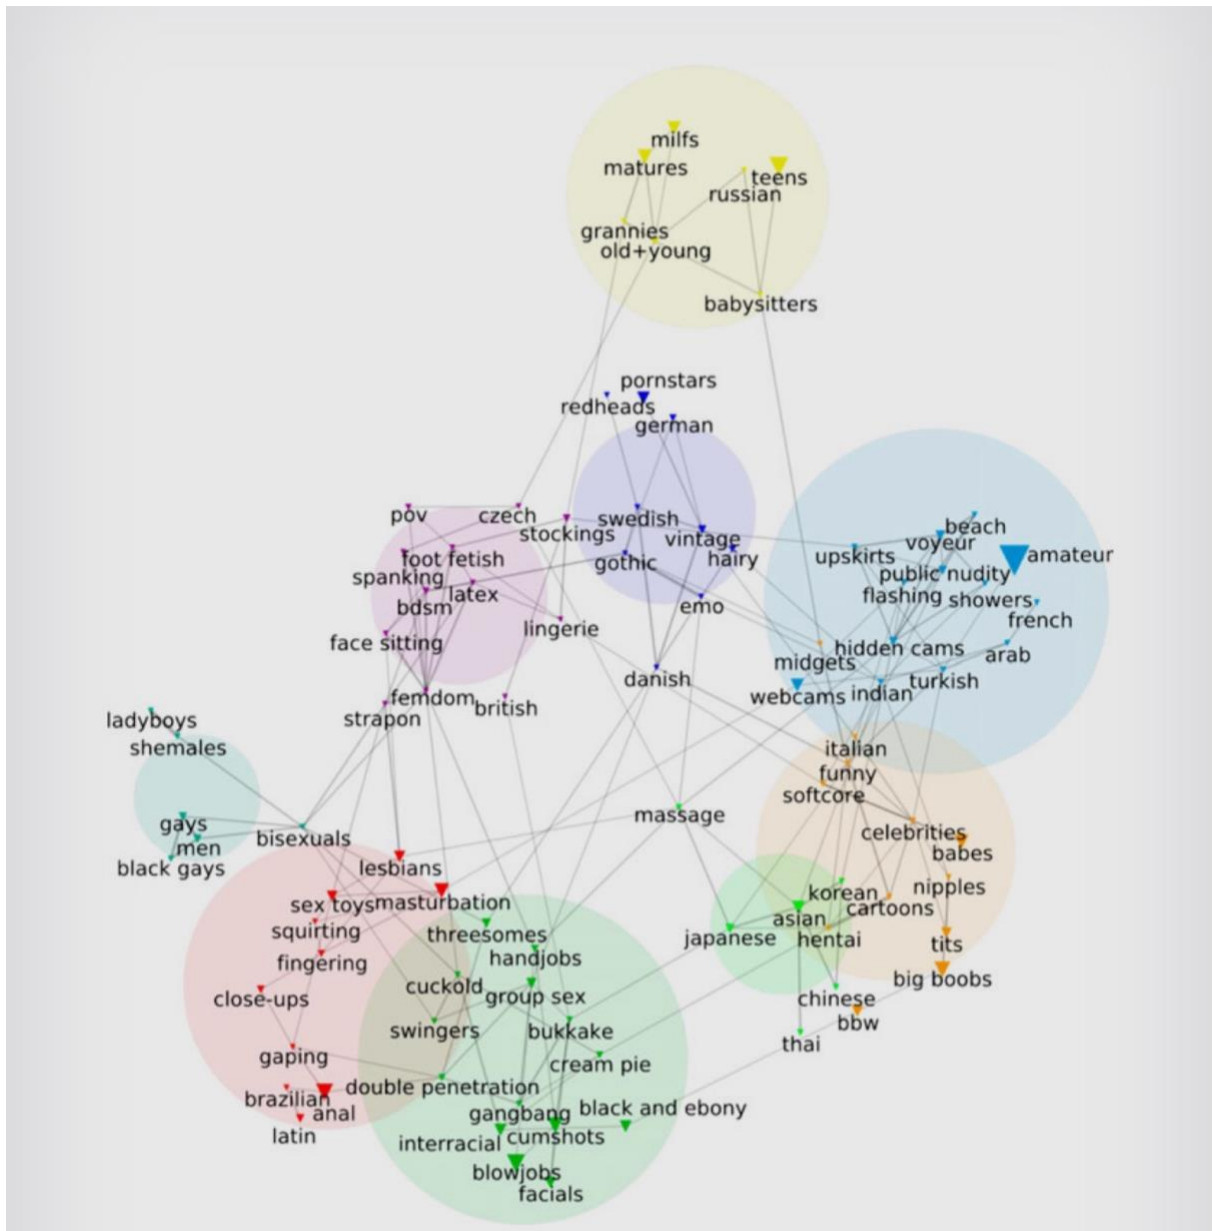 milfs
matures
teens
russian
grannies
old+young
babysitters
pornstars
redheads
german
pov
czech
swedish
stockings
vintage
beach
voyeur
amateur
upskirts
foot fetish
gothic
hairy
public nudity
spanking
latex
flashing
showers
bdsm
emo
french
lingerie
face sitting
hidden cams
arab
midgets
danish
turkish
webcams
indian
femdom
british
strapon
ladyboys
shemales
italian
funny
softcore
massage
gays
bisexuals
celebrities
men
babes
black gays
lesbians
nipples
korean
sex toys
masturbation
cartoons
asian
squirting
threesomes
japanese
hentai
tits
handjobs
fingering
big boobs
cuckold
group sex
close-ups
chinese
bbw
swingers
bukkake
thai
gaping
cream pie
double penetration
brazilian
anal
gangbang
black and ebony
latin
interracial
cumshots
blowjobs
facials